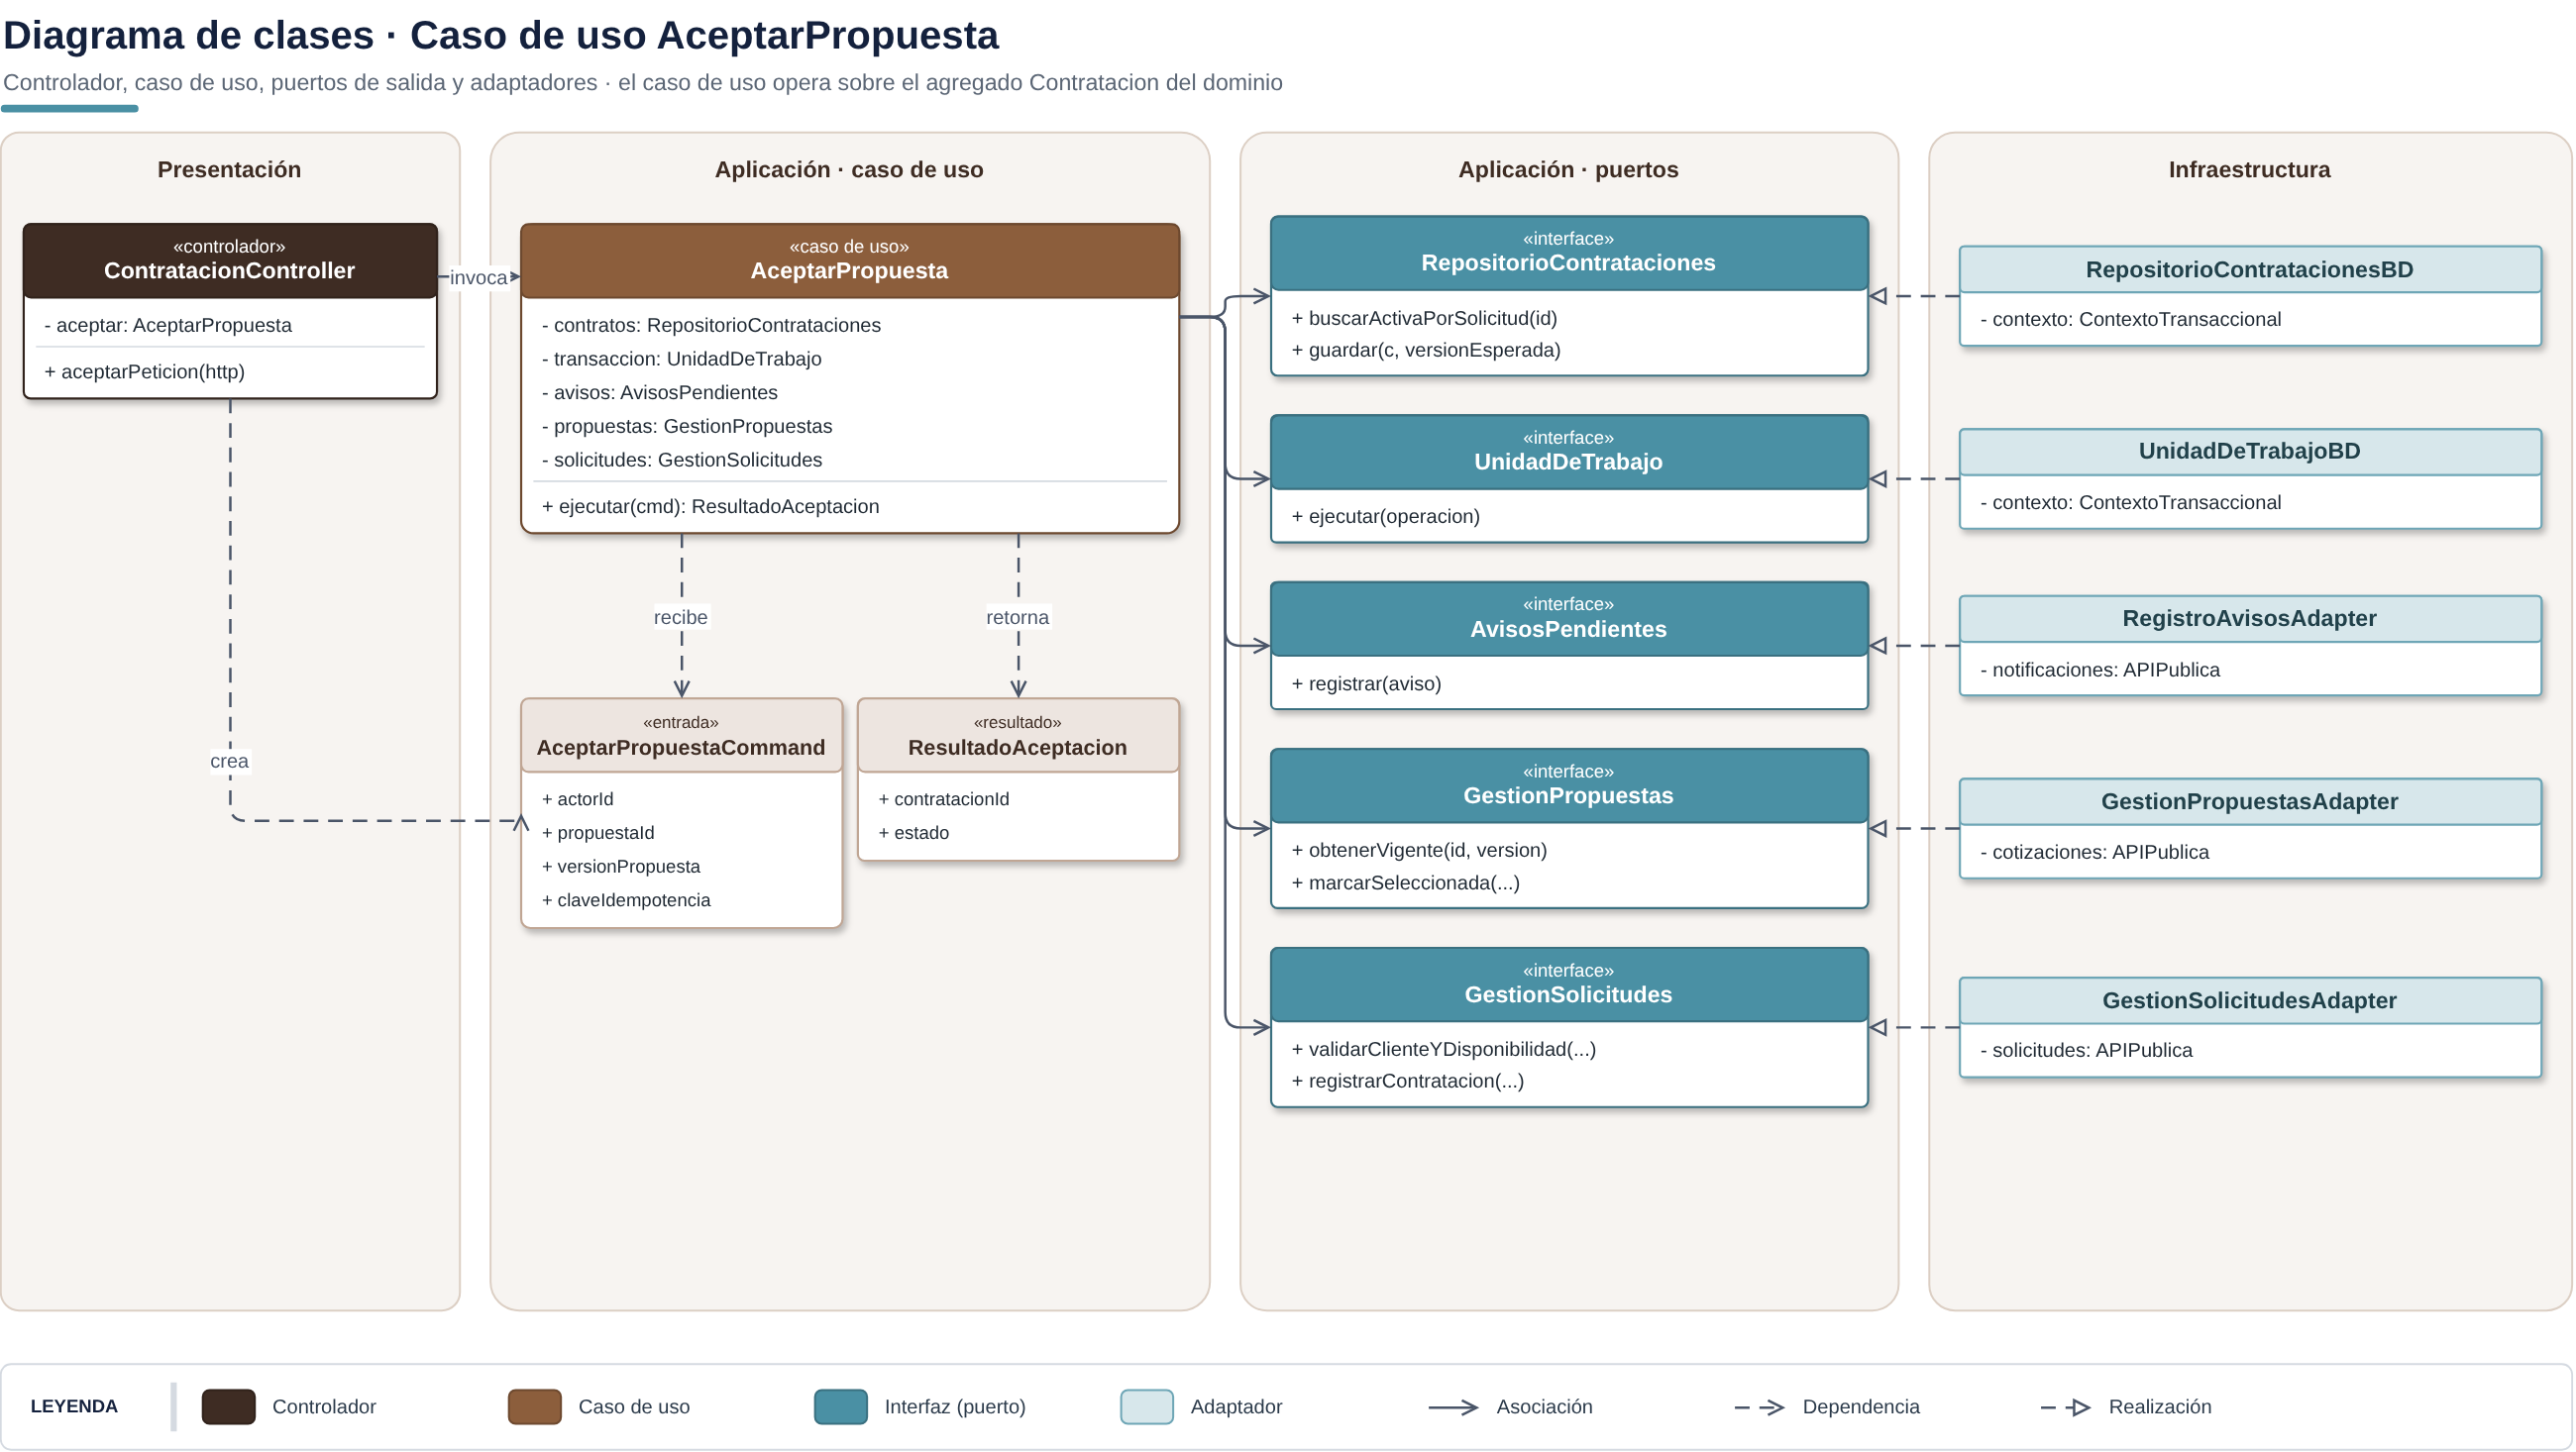 Diagrama de clases · Caso de uso AceptarPropuesta
Controlador, caso de uso, puertos de salida y adaptadores · el caso de uso opera sobre el agregado Contratacion del dominio
Presentación
«controlador»
ContratacionController
- aceptar: AceptarPropuesta
+ aceptarPeticion(http)
invoca
crea
Aplicación · caso de uso
«caso de uso»
AceptarPropuesta
- contratos: RepositorioContrataciones
- transaccion: UnidadDeTrabajo
- avisos: AvisosPendientes
- propuestas: GestionPropuestas
- solicitudes: GestionSolicitudes
+ ejecutar(cmd): ResultadoAceptacion
recibe
retorna
«entrada»
AceptarPropuestaCommand
+ actorId
+ propuestaId
+ versionPropuesta
+ claveIdempotencia
«resultado»
ResultadoAceptacion
+ contratacionId
+ estado
Aplicación · puertos
«interface»
RepositorioContrataciones
+ buscarActivaPorSolicitud(id)
+ guardar(c, versionEsperada)
«interface»
UnidadDeTrabajo
+ ejecutar(operacion)
«interface»
AvisosPendientes
+ registrar(aviso)
«interface»
GestionPropuestas
+ obtenerVigente(id, version)
+ marcarSeleccionada(...)
«interface»
GestionSolicitudes
+ validarClienteYDisponibilidad(...)
+ registrarContratacion(...)
Infraestructura
RepositorioContratacionesBD
- contexto: ContextoTransaccional
UnidadDeTrabajoBD
- contexto: ContextoTransaccional
RegistroAvisosAdapter
- notificaciones: APIPublica
GestionPropuestasAdapter
- cotizaciones: APIPublica
GestionSolicitudesAdapter
- solicitudes: APIPublica
LEYENDA
Controlador
Caso de uso
Interfaz (puerto)
Adaptador
Asociación
Dependencia
Realización